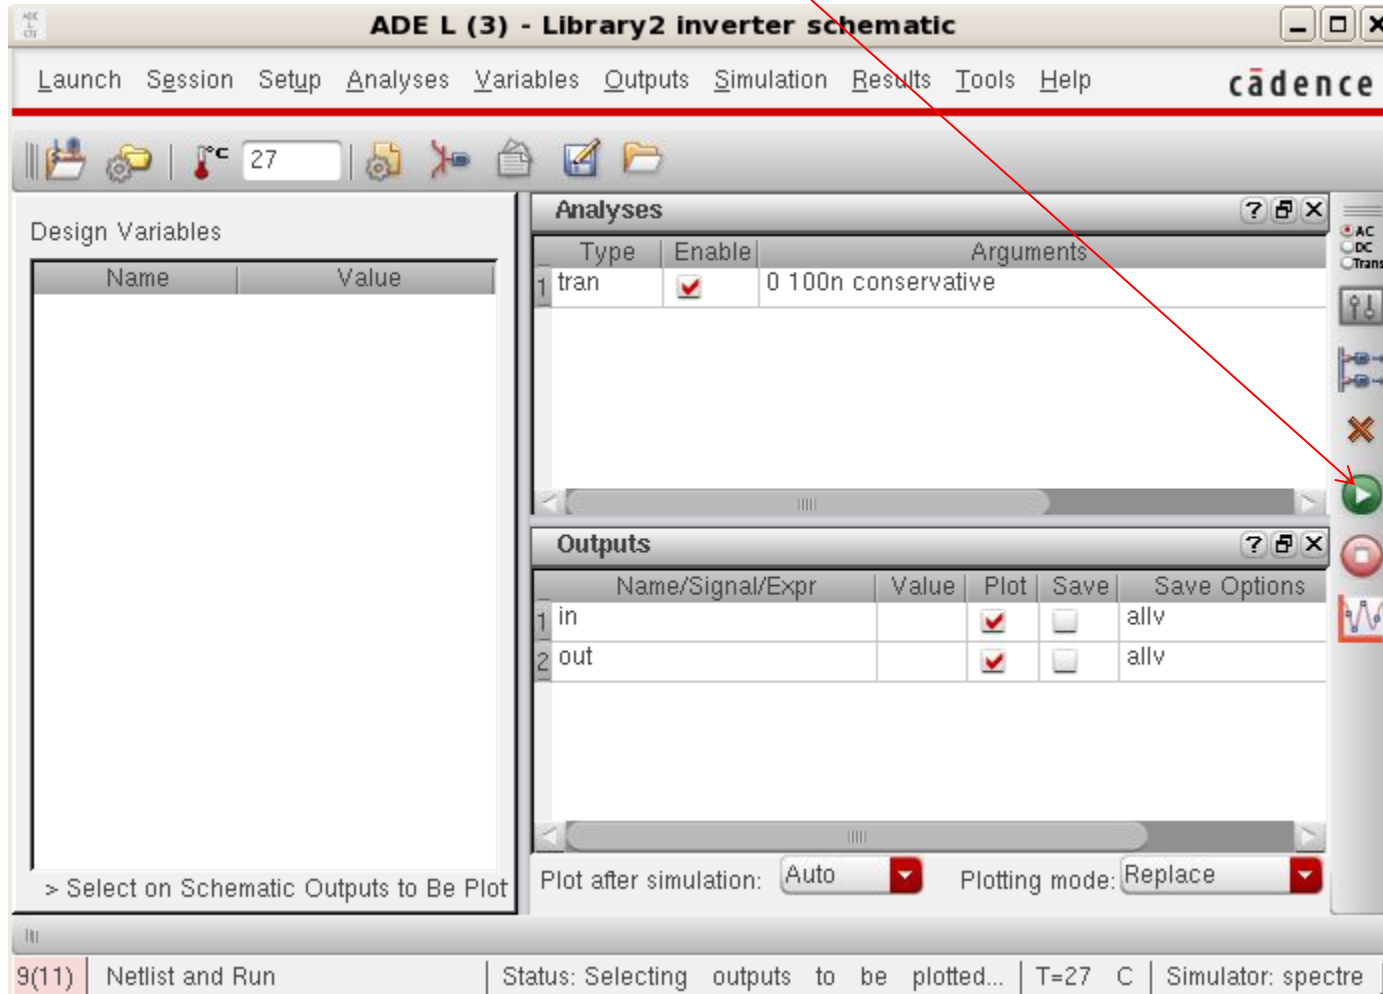 ADE L (3) - Library2 inverter schematic
Launch Session Setup Analyses Variables Outputs Simulation Results Tools Help cādence
°C 27
Design Variables
Name Value
Analyses
Type Enable Arguments
1 tran 0 100n conservative
AC
DC
Trans
Outputs
Name/Signal/Expr Value Plot Save Save Options
1 in allv
2 out allv
> Select on Schematic Outputs to Be Plot
Plot after simulation: Auto Plotting mode: Replace
9(11) Netlist and Run Status: Selecting outputs to be plotted... T=27 C Simulator: spectre